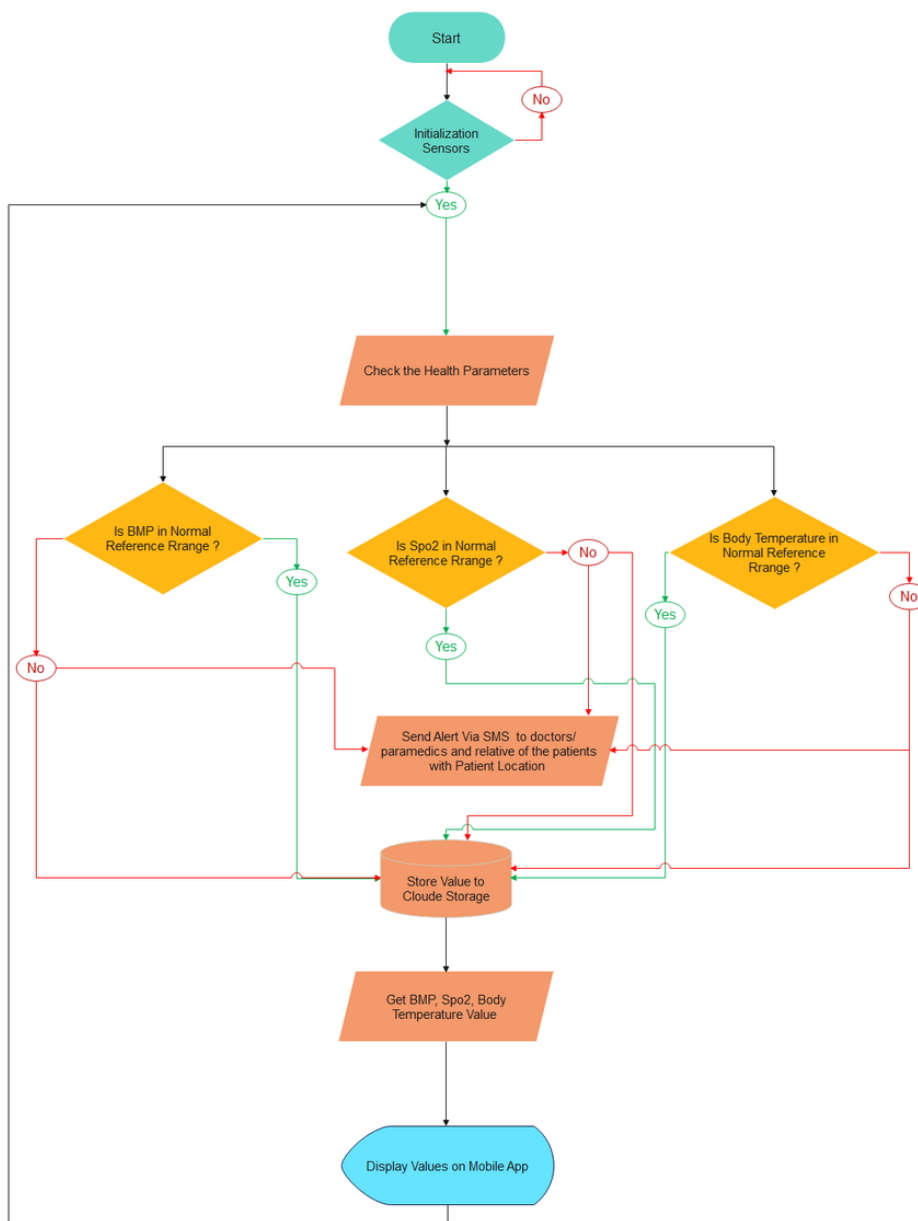 Start
No
Initialization
Sensors
Yes
Check the Health Parameters
Is BMP in Normal
Reference Rrange ?
Is Spo2 in Normal
Reference Rrange ?
No
Is Body Temperature in
Normal Reference
Rrange ?
Yes
No
Yes
Yes
No
Send Alert Via SMS to doctors/
paramedics and relative of the patients
with Patient Location
Store Value to
Cloude Storage
Get BMP, Spo2, Body
Temperature Value
Display Values on Mobile App